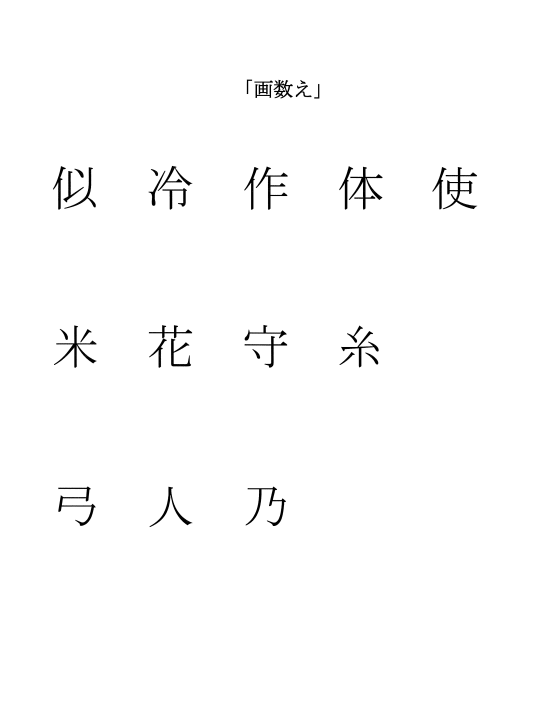 「画数え」
似 冷 作 体 使
米 花 守 糸
弓 人 乃